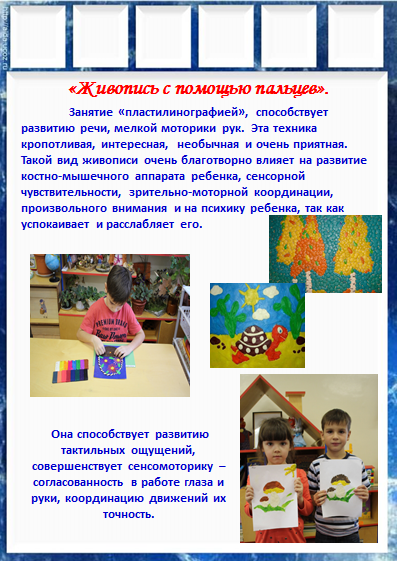 «Живопись с помощью пальцев».
Занятие «пластилинографией», способствует
развитию речи, мелкой моторики рук. Эта техника
кропотливая, интересная, необычная и очень приятная.
Такой вид живописи очень благотворно влияет на развитие
костно-мышечного аппарата ребенка, сенсорной
чувствительности, зрительно-моторной координации,
произвольного внимания и на психику ребенка, так как
успокаивает и расслабляет его.
Она способствует развитию
тактильных ощущений,
совершенствует сенсомоторику –
согласованность в работе глаза и
руки, координацию движений их
точность.